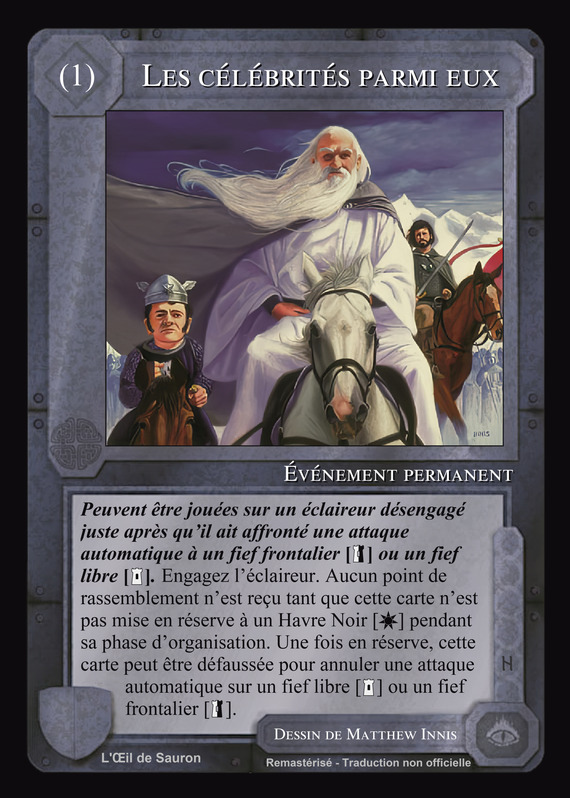 (1)
LES CÉLÉBRITÉS PARMI EUX
INNIS
ÉVÉNEMENT PERMANENT
Peuvent être jouées sur un éclaireur désengagé
juste après qu'il ait affronté une attaque
automatique à un fief frontalier [] ou un fief
libre []. Engagez l'éclaireur. Aucun point de
rassemblement n'est reçu tant que cette carte n'est
pas mise en réserve à un Havre Noir [] pendant
sa phase d'organisation. Une fois en réserve, cette
carte peut être défaussée pour annuler une attaque
automatique sur un fief libre [] ou un fief
frontalier [].
DESSIN DE MATTHEW INNIS
L'Œil de Sauron
Remastérisé - Traduction non officielle